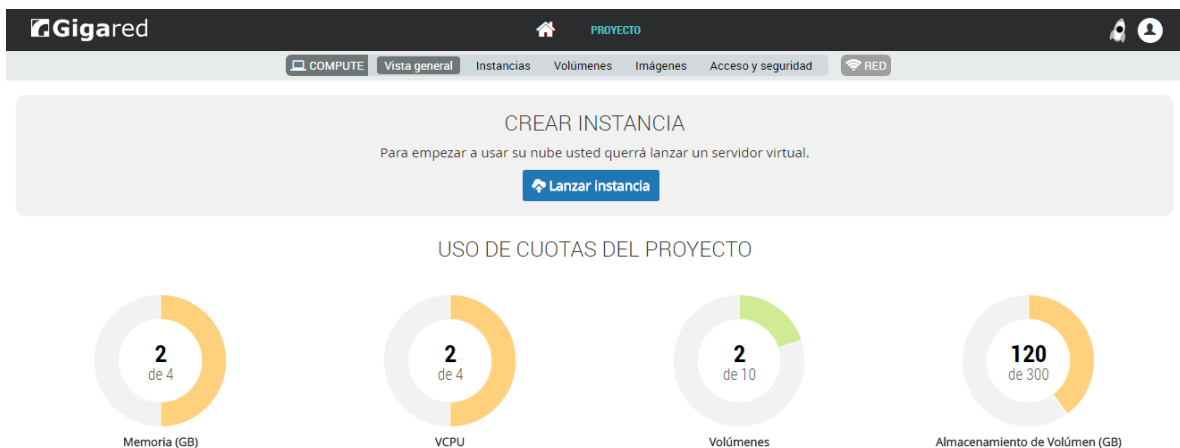 Gigared
PROYECTO
COMPUTE Vista general Instancias Volúmenes Imágenes Acceso y seguridad RED
CREAR INSTANCIA
Para empezar a usar su nube usted querrá lanzar un servidor virtual.
Lanzar instancia
USO DE CUOTAS DEL PROYECTO
2
de 4
Memoria (GB)
2
de 4
VCPU
2
de 10
Volúmenes
120
de 300
Almacenamiento de Volúmen (GB)